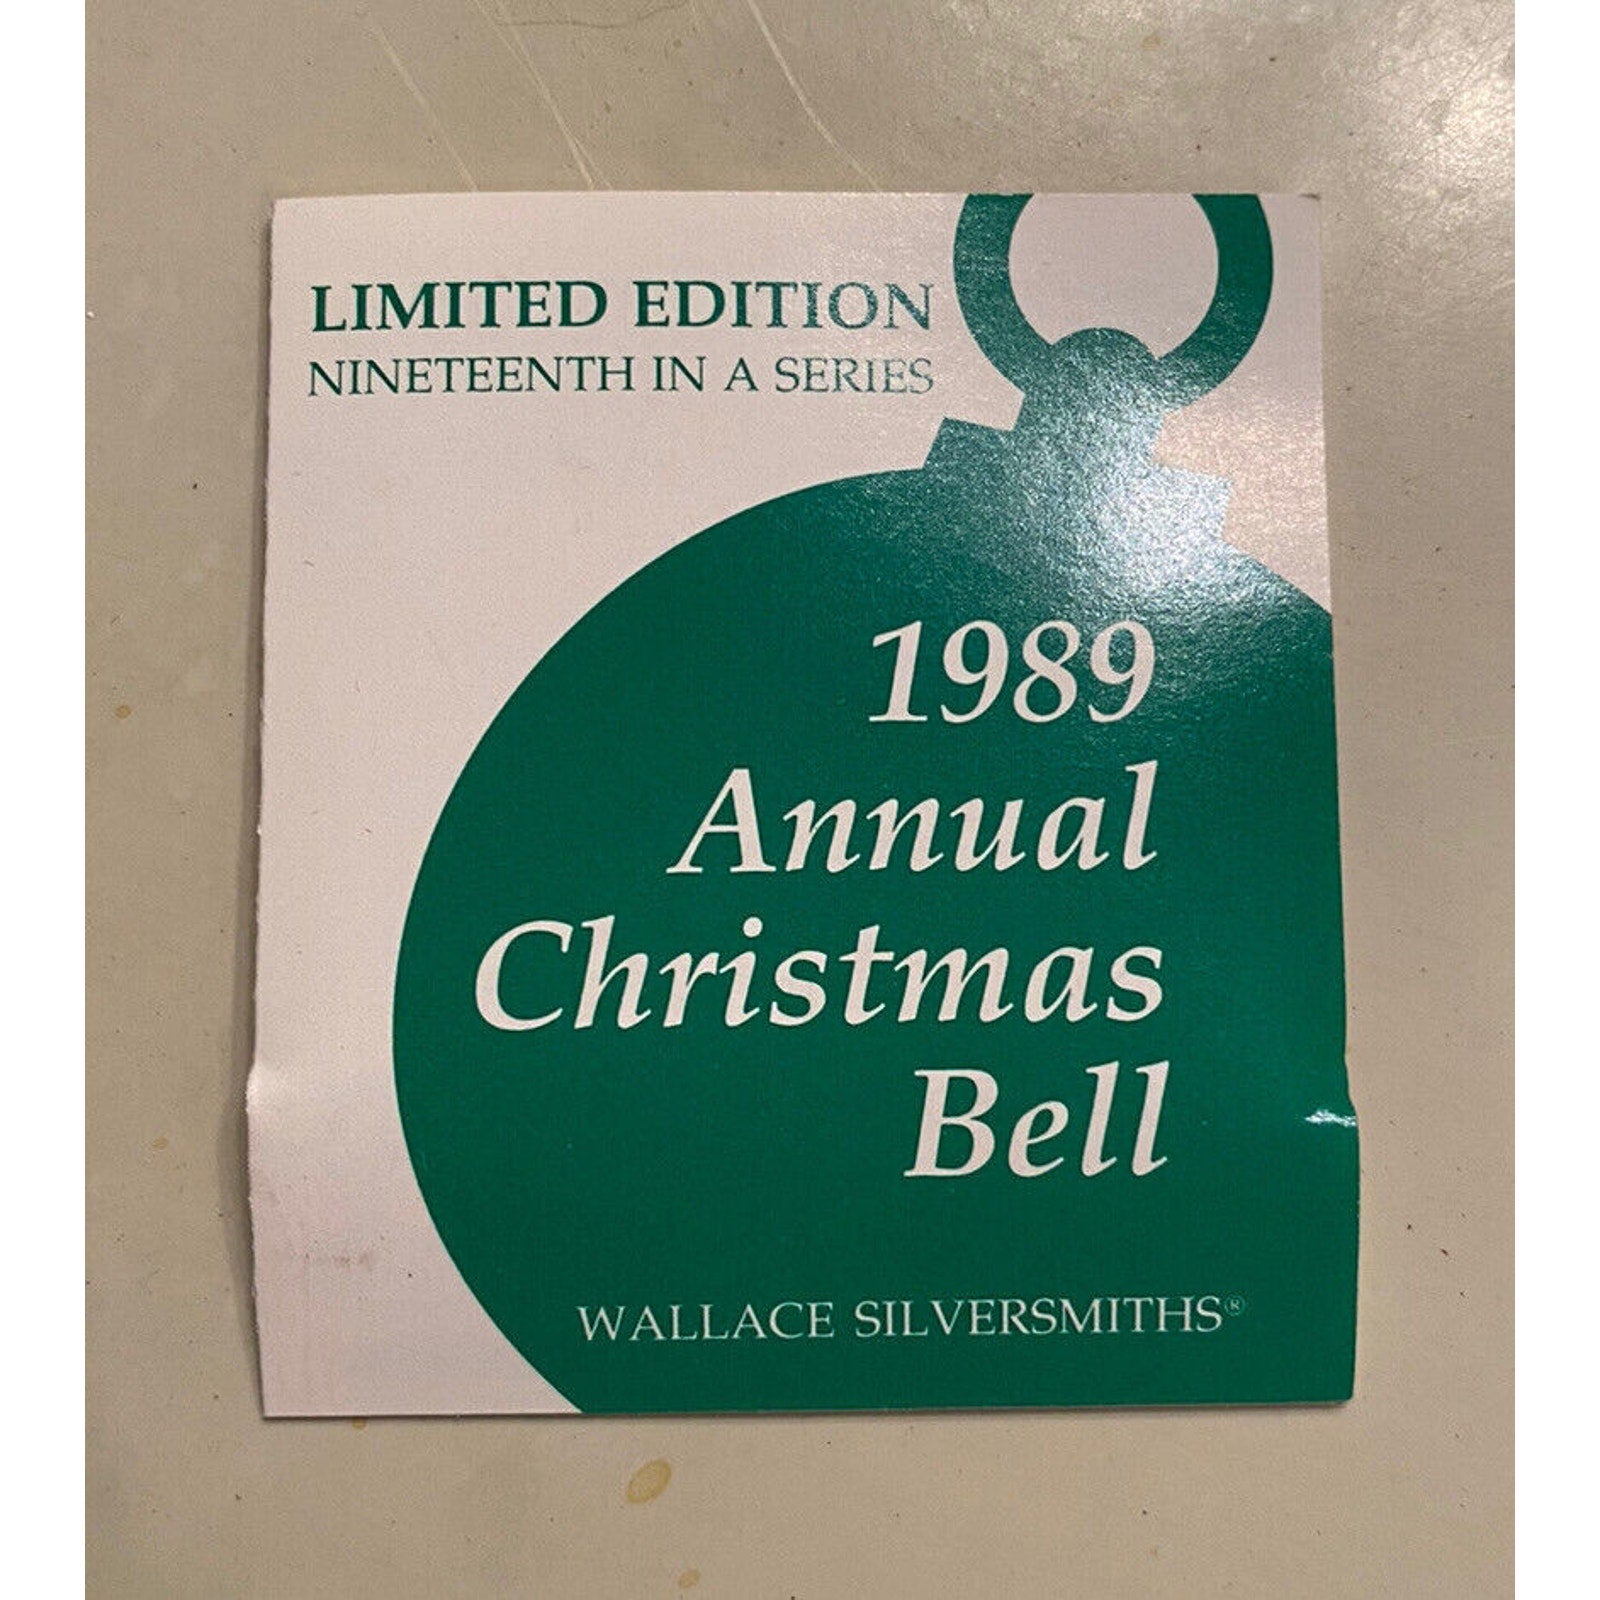 LIMITED EDITION
NINETEENTH IN A SERIES
1989
Annual
Christmas
Bell
WALLACE SILVERSMITHS®